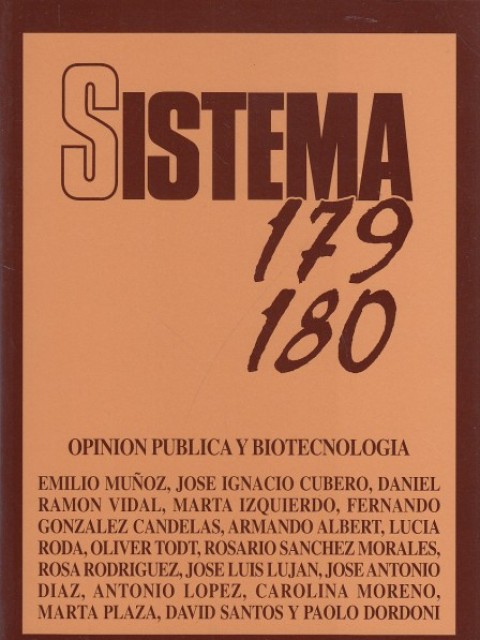 SISTEMA
179
180
OPINION PUBLICA Y BIOTECNOLOGIA
EMILIO MUÑOZ, JOSE IGNACIO CUBERO, DANIEL
RAMON VIDAL, MARTA IZQUIERDO, FERNANDO
GONZALEZ CANDELAS, ARMANDO ALBERT, LUCIA
RODA, OLIVER TODT, ROSARIO SANCHEZ MORALES,
ROSA RODRIGUEZ, JOSE LUIS LUJAN, JOSE ANTONIO
DIAZ, ANTONIO LOPEZ, CAROLINA MORENO,
MARTA PLAZA, DAVID SANTOS Y PAOLO DORDONI